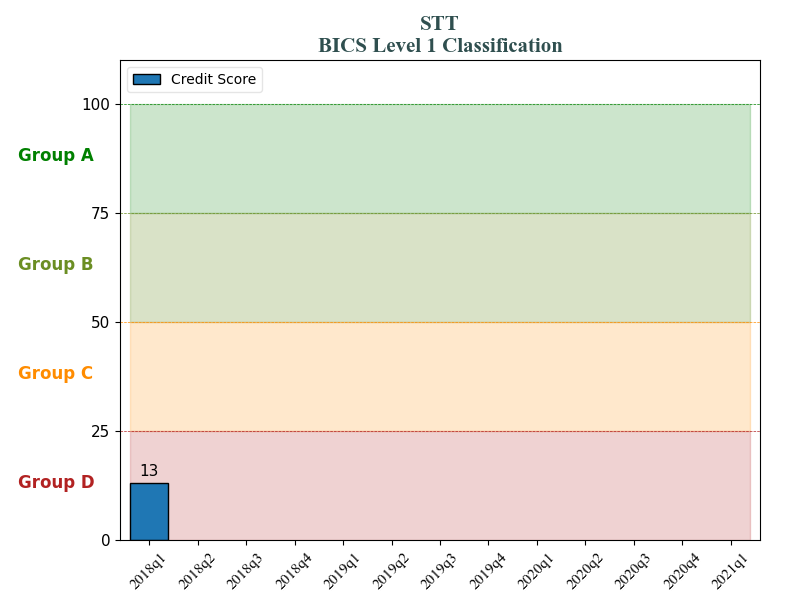 STT
BICS Level 1 Classification
Credit Score
100
Group A
75
Group B
50
Group C
25
Group D
13
0
2018q1 2018q2 2018q3 2018q4 2019q1 2019q2 2019q3 2019q4 2020q1 2020q2 2020q3 2020q4 2021q1